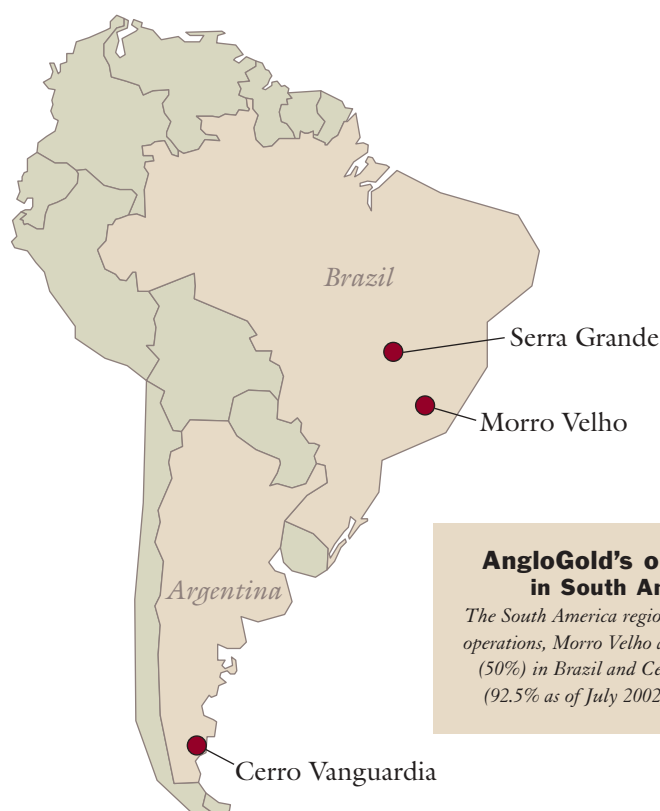 Brazil
Serra Grande
Morro Velho
AngloGold's o
in South A
The South America regio
operations, Morro Velho
(50%) in Brazil and Ce
(92.5% as of July 2002
Argentina
Cerro Vanguardia